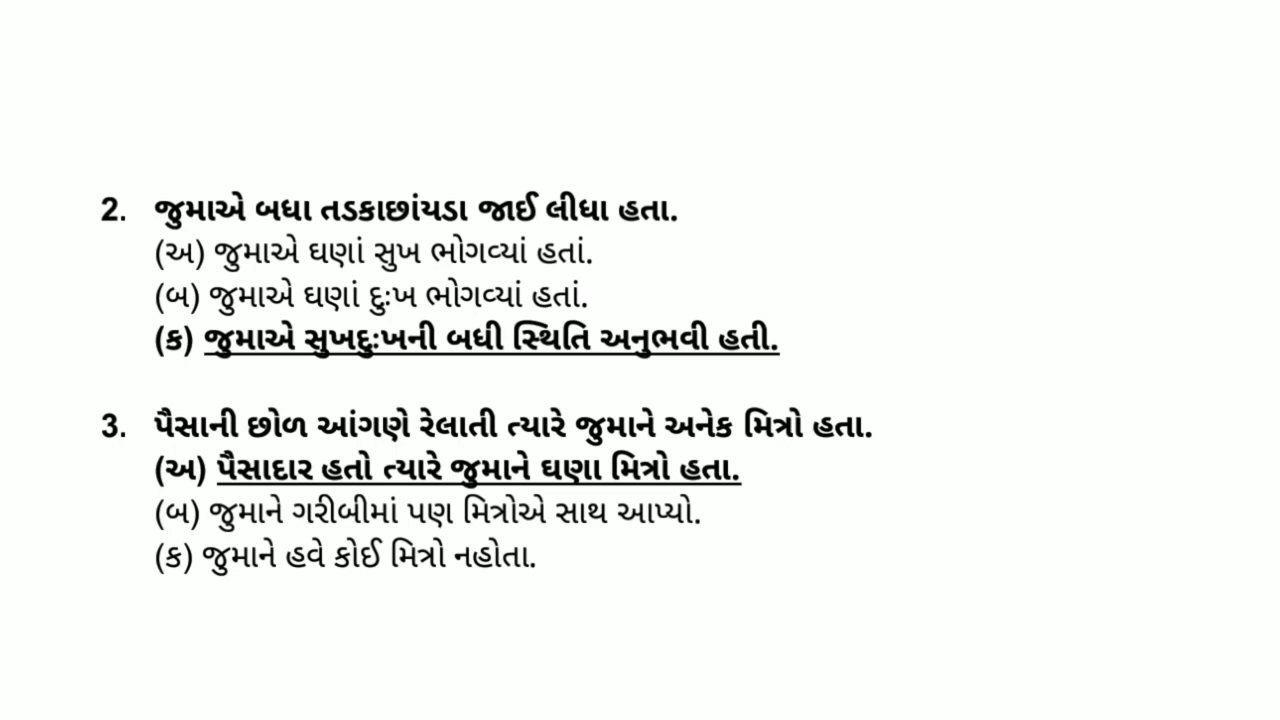 2. જુમાએ બધા તડકાછાંયડા જાઈ લીધા હતા.
(અ) જુમાએ ઘણાં સુખ ભોગવ્યાં હતાં.
(બ) જુમાએ ઘણાં દુઃખ ભોગવ્યાં હતાં.
(ક) જુમાએ સુખદુઃખની બધી સ્થિતિ અનુભવી હતી.
3. પૈસાની છોળ આંગણે રેલાતી ત્યારે જુમાને અનેક મિત્રો હતા.
(અ) પૈસાદાર હતો ત્યારે જુમાને ઘણા મિત્રો હતા.
(બ) જુમાને ગરીબીમાં પણ મિત્રોએ સાથ આપ્યો.
(ક) જુમાને હવે કોઈ મિત્રો નહોતા.